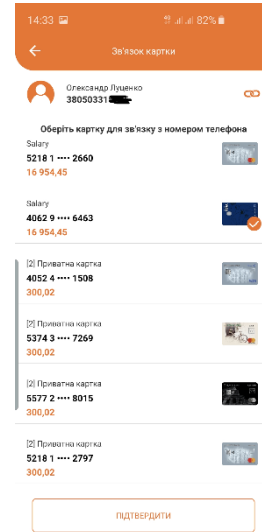 14:33 82%
Зв'язок картки
Олександр Луценко
38050331
Оберіть картку для зв'язку з номером телефона
Salary
5218 1 •••• 2660
16 954,45
Salary
4062 9 •••• 6463
16 954,45
[2] Приватна картка
4052 4 •••• 1508
300,02
[2] Приватна картка
5374 3 •••• 7269
300,02
[2] Приватна картка
5577 2 •••• 8015
300,02
[2] Приватна картка
5218 1 •••• 2797
300,02
ПІДТВЕРДИТИ